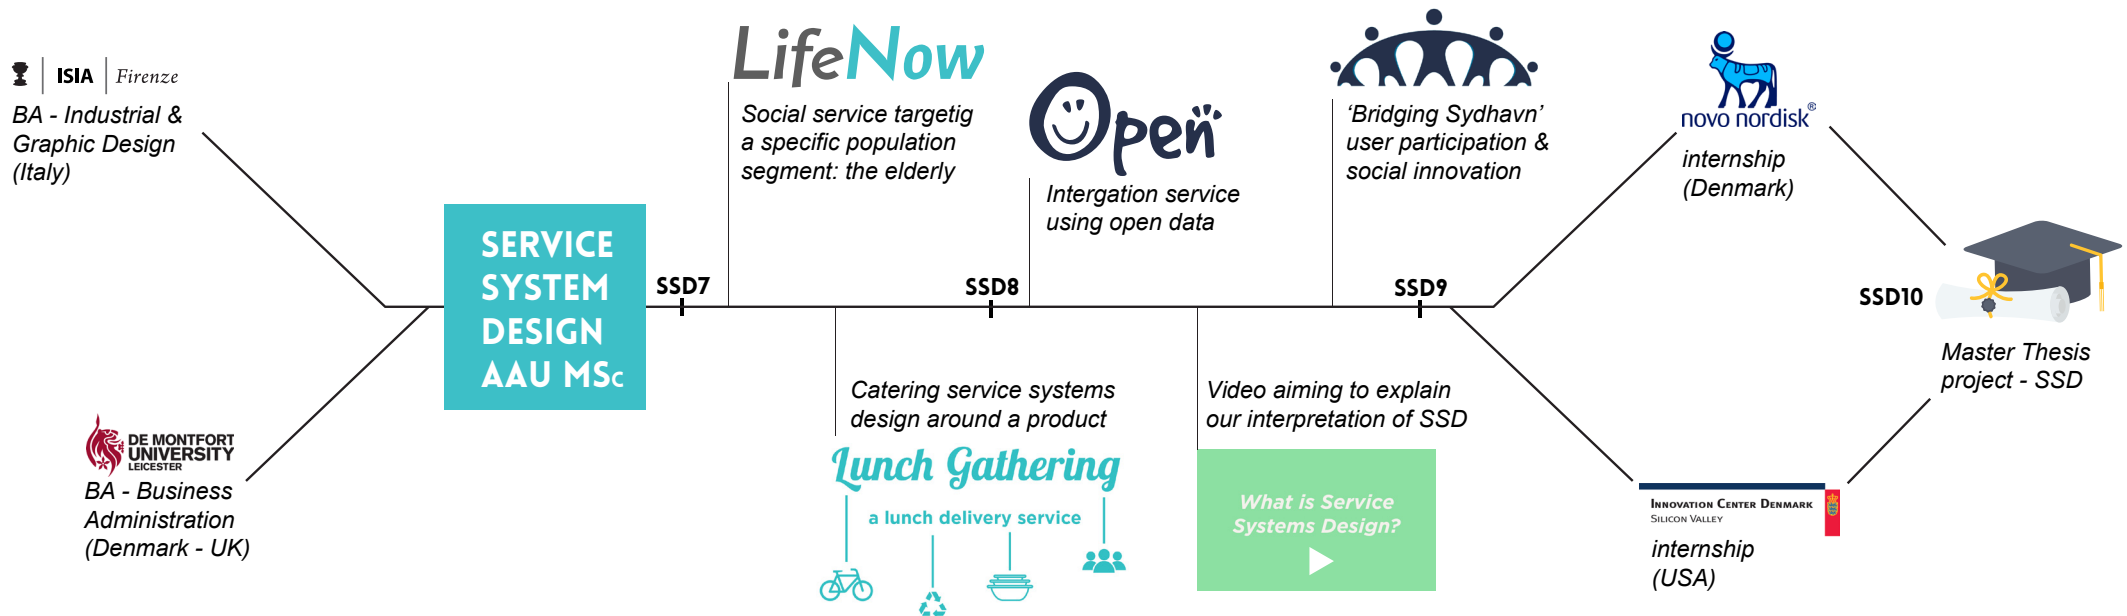 ISIA Firenze
BA - Industrial &
Graphic Design
(Italy)
DE MONTFORT
UNIVERSITY
LEICESTER
BA - Business
Administration
(Denmark - UK)
SERVICE
SYSTEM
DESIGN
AAU MSc
SSD7
LifeNow
Social service targetig
a specific population
segment: the elderly
Catering service systems
design around a product
Lunch Gathering
a lunch delivery service
SSD8
Open
Intergation service
using open data
Video aiming to explain
our interpretation of SSD
What is Service
Systems Design?
'Bridging Sydhavn'
user participation &
social innovation
SSD9
novo nordisk®
internship
(Denmark)
INNOVATION CENTER DENMARK
SILICON VALLEY
internship
(USA)
SSD10
Master Thesis
project - SSD